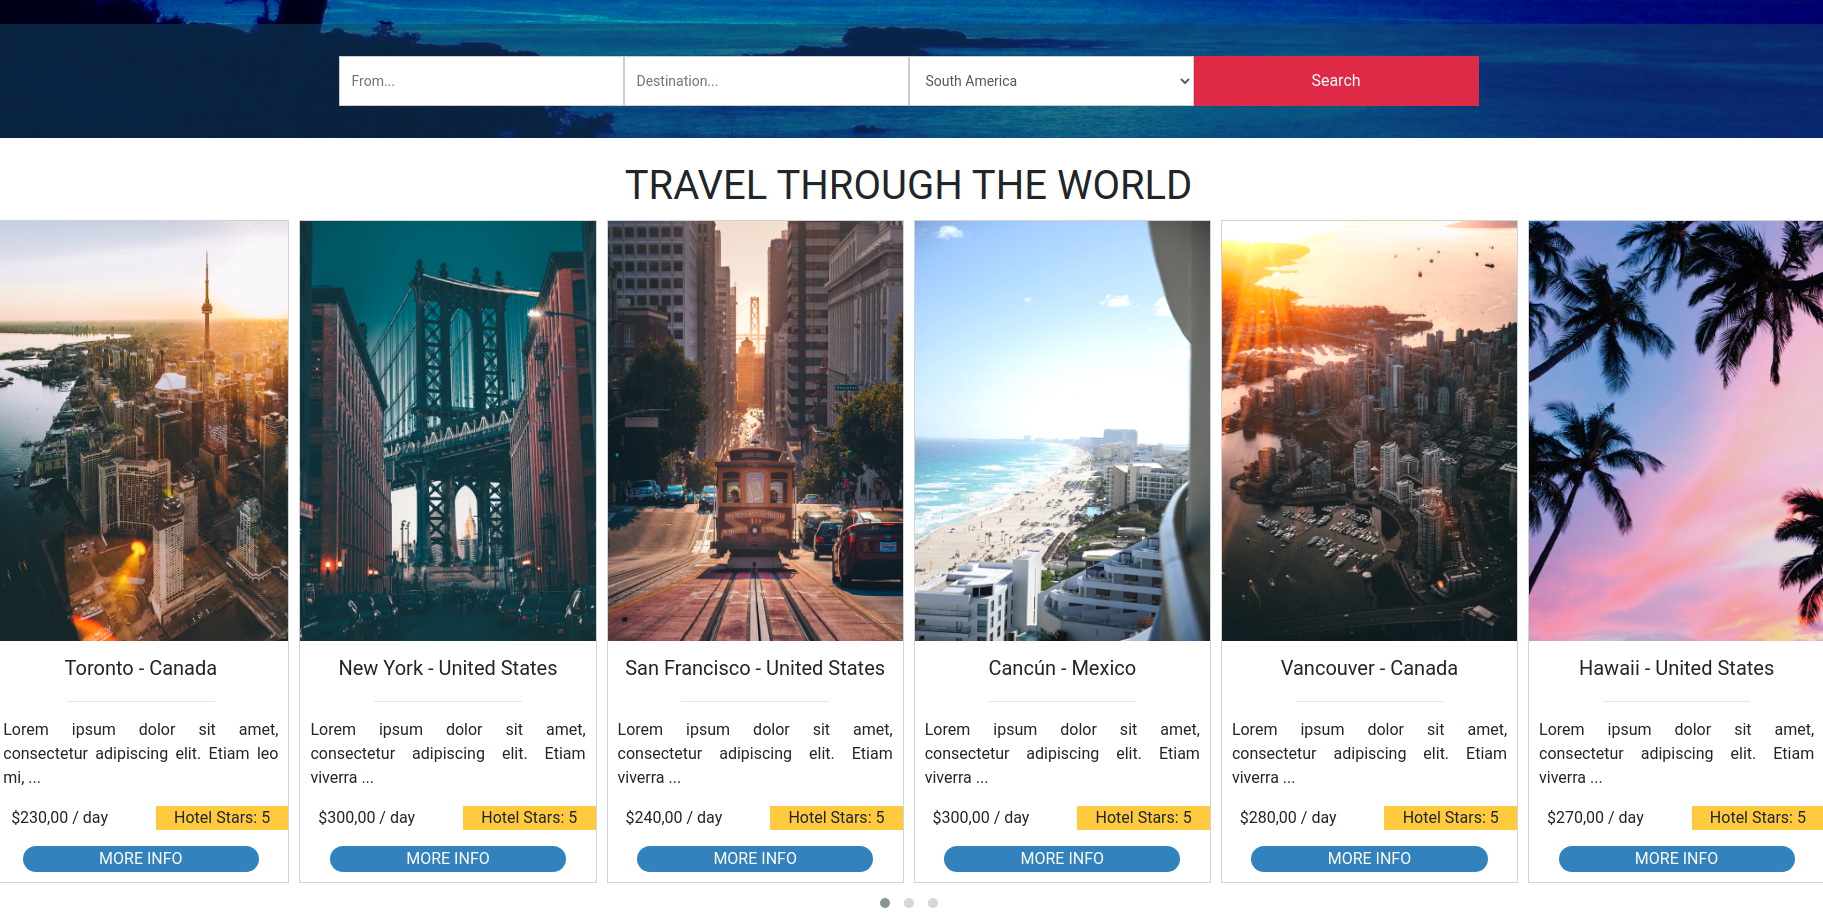 From...
Destination...
South America
Search
TRAVEL THROUGH THE WORLD
Toronto - Canada
Lorem ipsum dolor sit amet,
consectetur adipiscing elit. Etiam leo
mi, ...
$230,00 / day
Hotel Stars: 5
MORE INFO
New York - United States
Lorem ipsum dolor sit amet,
consectetur adipiscing elit. Etiam
viverra ...
$300,00 / day
Hotel Stars: 5
MORE INFO
San Francisco - United States
Lorem ipsum dolor sit amet,
consectetur adipiscing elit. Etiam
viverra ...
$240,00 / day
Hotel Stars: 5
MORE INFO
Cancún - Mexico
Lorem ipsum dolor sit amet,
consectetur adipiscing elit. Etiam
viverra ...
$300,00 / day
Hotel Stars: 5
MORE INFO
Vancouver - Canada
Lorem ipsum dolor sit amet,
consectetur adipiscing elit. Etiam
viverra ...
$280,00 / day
Hotel Stars: 5
MORE INFO
Hawaii - United States
Lorem ipsum dolor sit amet,
consectetur adipiscing elit. Etiam
viverra ...
$270,00 / day
Hotel Stars: 5
MORE INFO